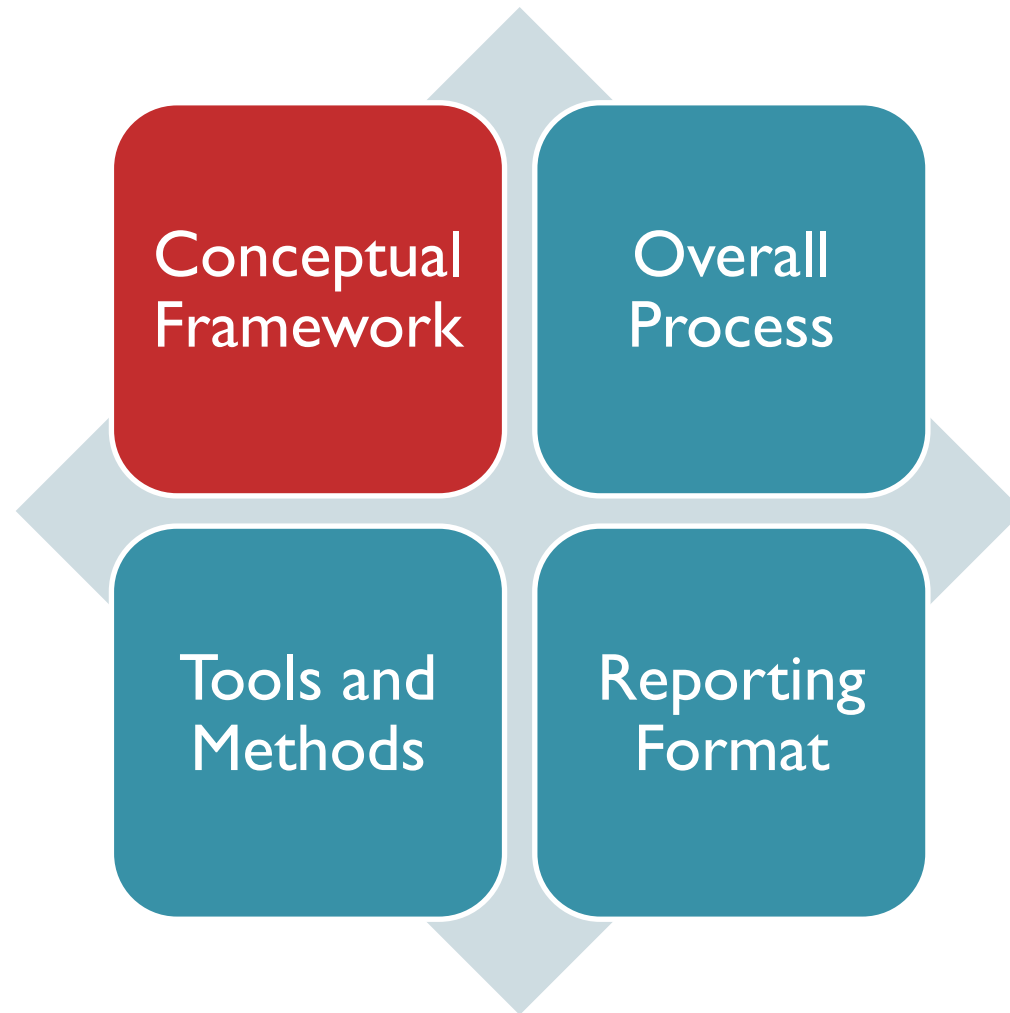 Conceptual
Framework
Overall
Process
Tools and
Methods
Reporting
Format